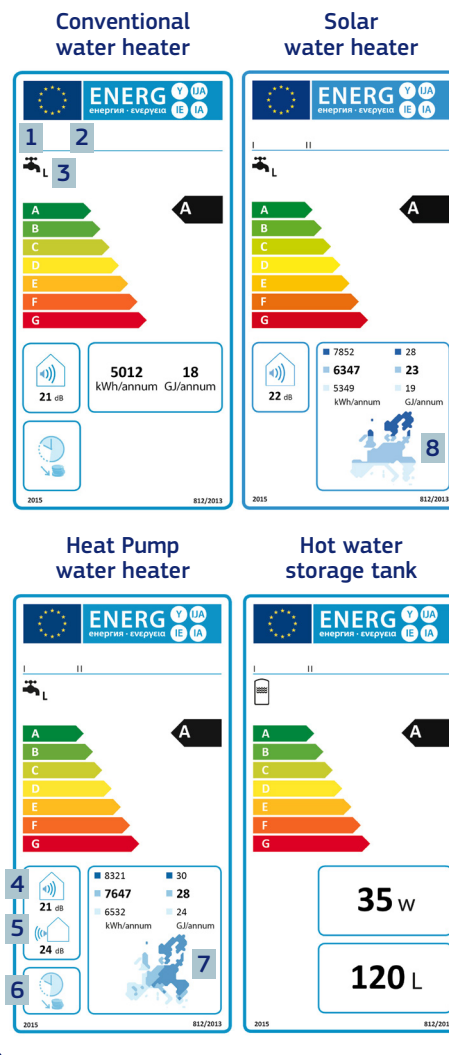 Conventional
water heater
ENERG Y IJA
енергия · ενεργεια IE IA
1 2
3
L
A
A
B
C
D
E
F
G
21 dB
5012 18
kWh/annum GJ/annum
2015 812/2013
Solar
water heater
ENERG Y IJA
енергия · ενεργεια IE IA
I II
L
A
A
B
C
D
E
F
G
22 dB
7852 28
6347 23
5349 19
kWh/annum GJ/annum
8
2015 812/2013
Heat Pump
water heater
ENERG Y IJA
енергия · ενεργεια IE IA
I II
L
A
A
B
C
D
E
F
G
4
21 dB
5
24 dB
8321 30
7647 28
6532 24
kWh/annum GJ/annum
7
6
2015 812/2013
Hot water
storage tank
ENERG Y IJA
енергия · ενεργεια IE IA
I II
A
A
B
C
D
E
F
G
35 W
120 L
2015 812/201